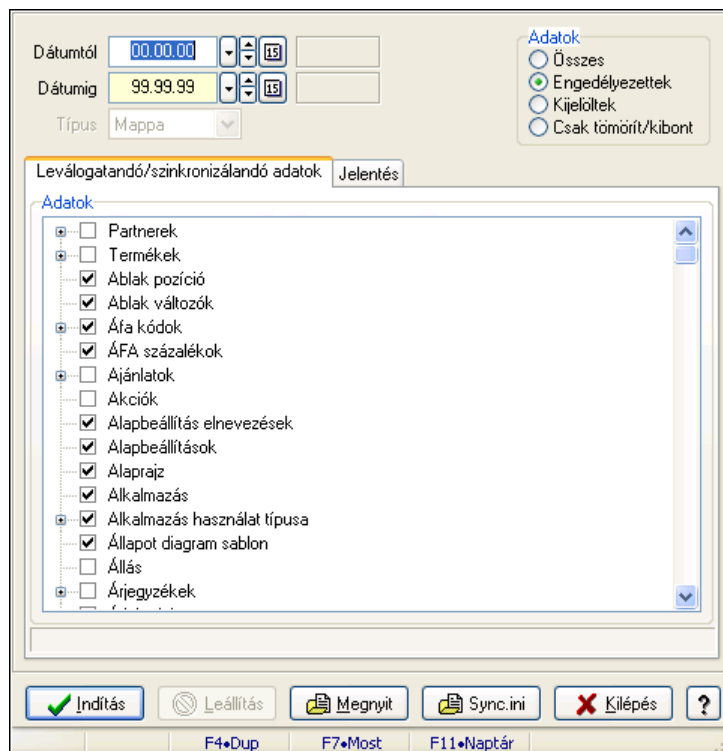 Dátumtól 00.00.00 15
Dátumig 99.99.99 15
Típus Mappa
Adatok
Összes
Engedélyezettek
Kijelöltek
Csak tömörít/kibont
Leválogatandó/szinkronizálandó adatok Jelentés
Adatok
Partnerek
Termékek
Ablak pozíció
Ablak változók
Áfa kódok
ÁFA százalékok
Ajánlatok
Akciók
Alapbeállítás elnevezések
Alapbeállítások
Alaprajz
Alkalmazás
Alkalmazás használat típusa
Állapot diagram sablon
Állás
Árjegyzékek
Indítás Leállítás Megnyit Sync.ini Kilépés ?
F4•Dup F7•Most F11•Naptár